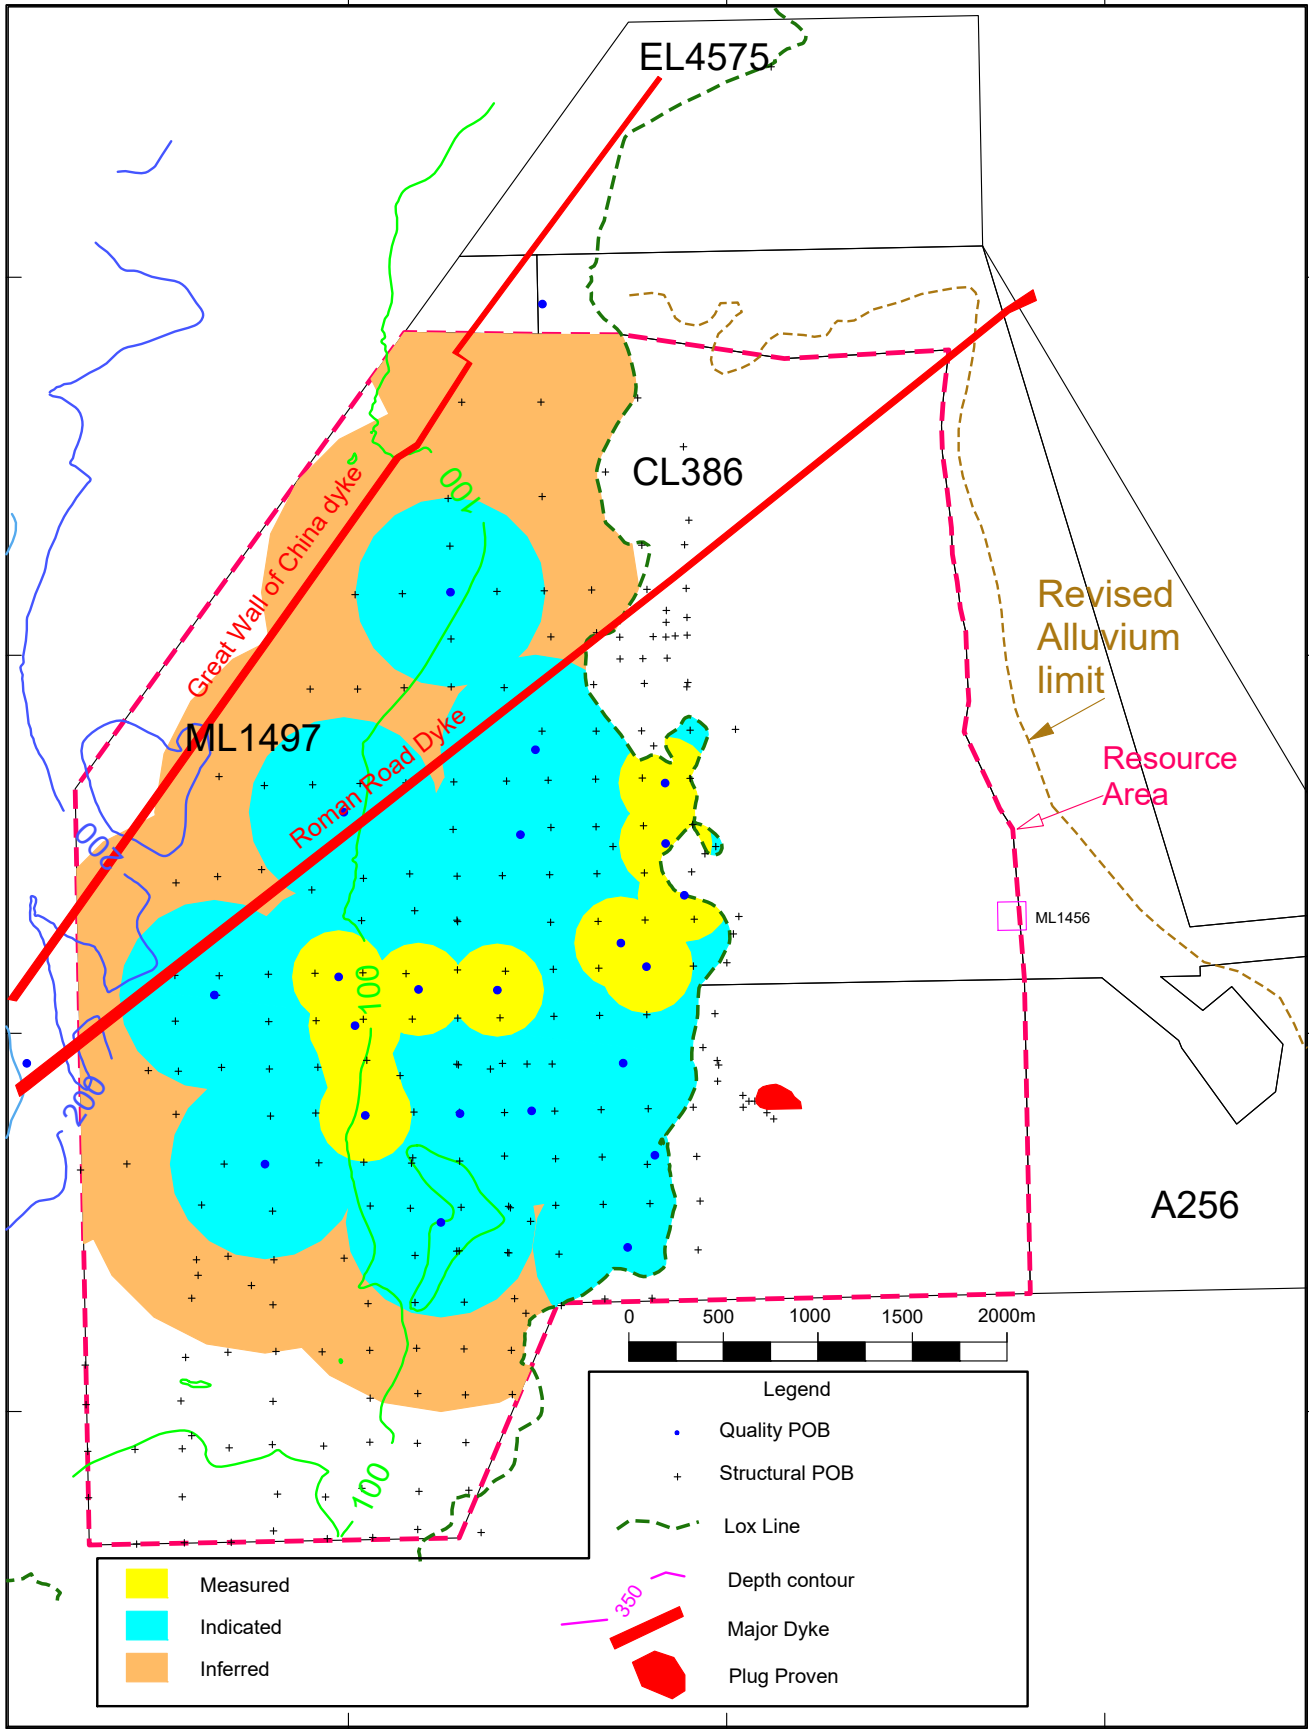 EL4575
100
CL386
Great Wall of China dyke
Revised
Alluvium
limit
ML1497
Roman Road Dyke
Resource
Area
ML1456
100
200
A256
0 500 1000 1500 2000m
100
Legend
Quality POB
Structural POB
Lox Line
350
Depth contour
Major Dyke
Plug Proven
Measured
Indicated
Inferred